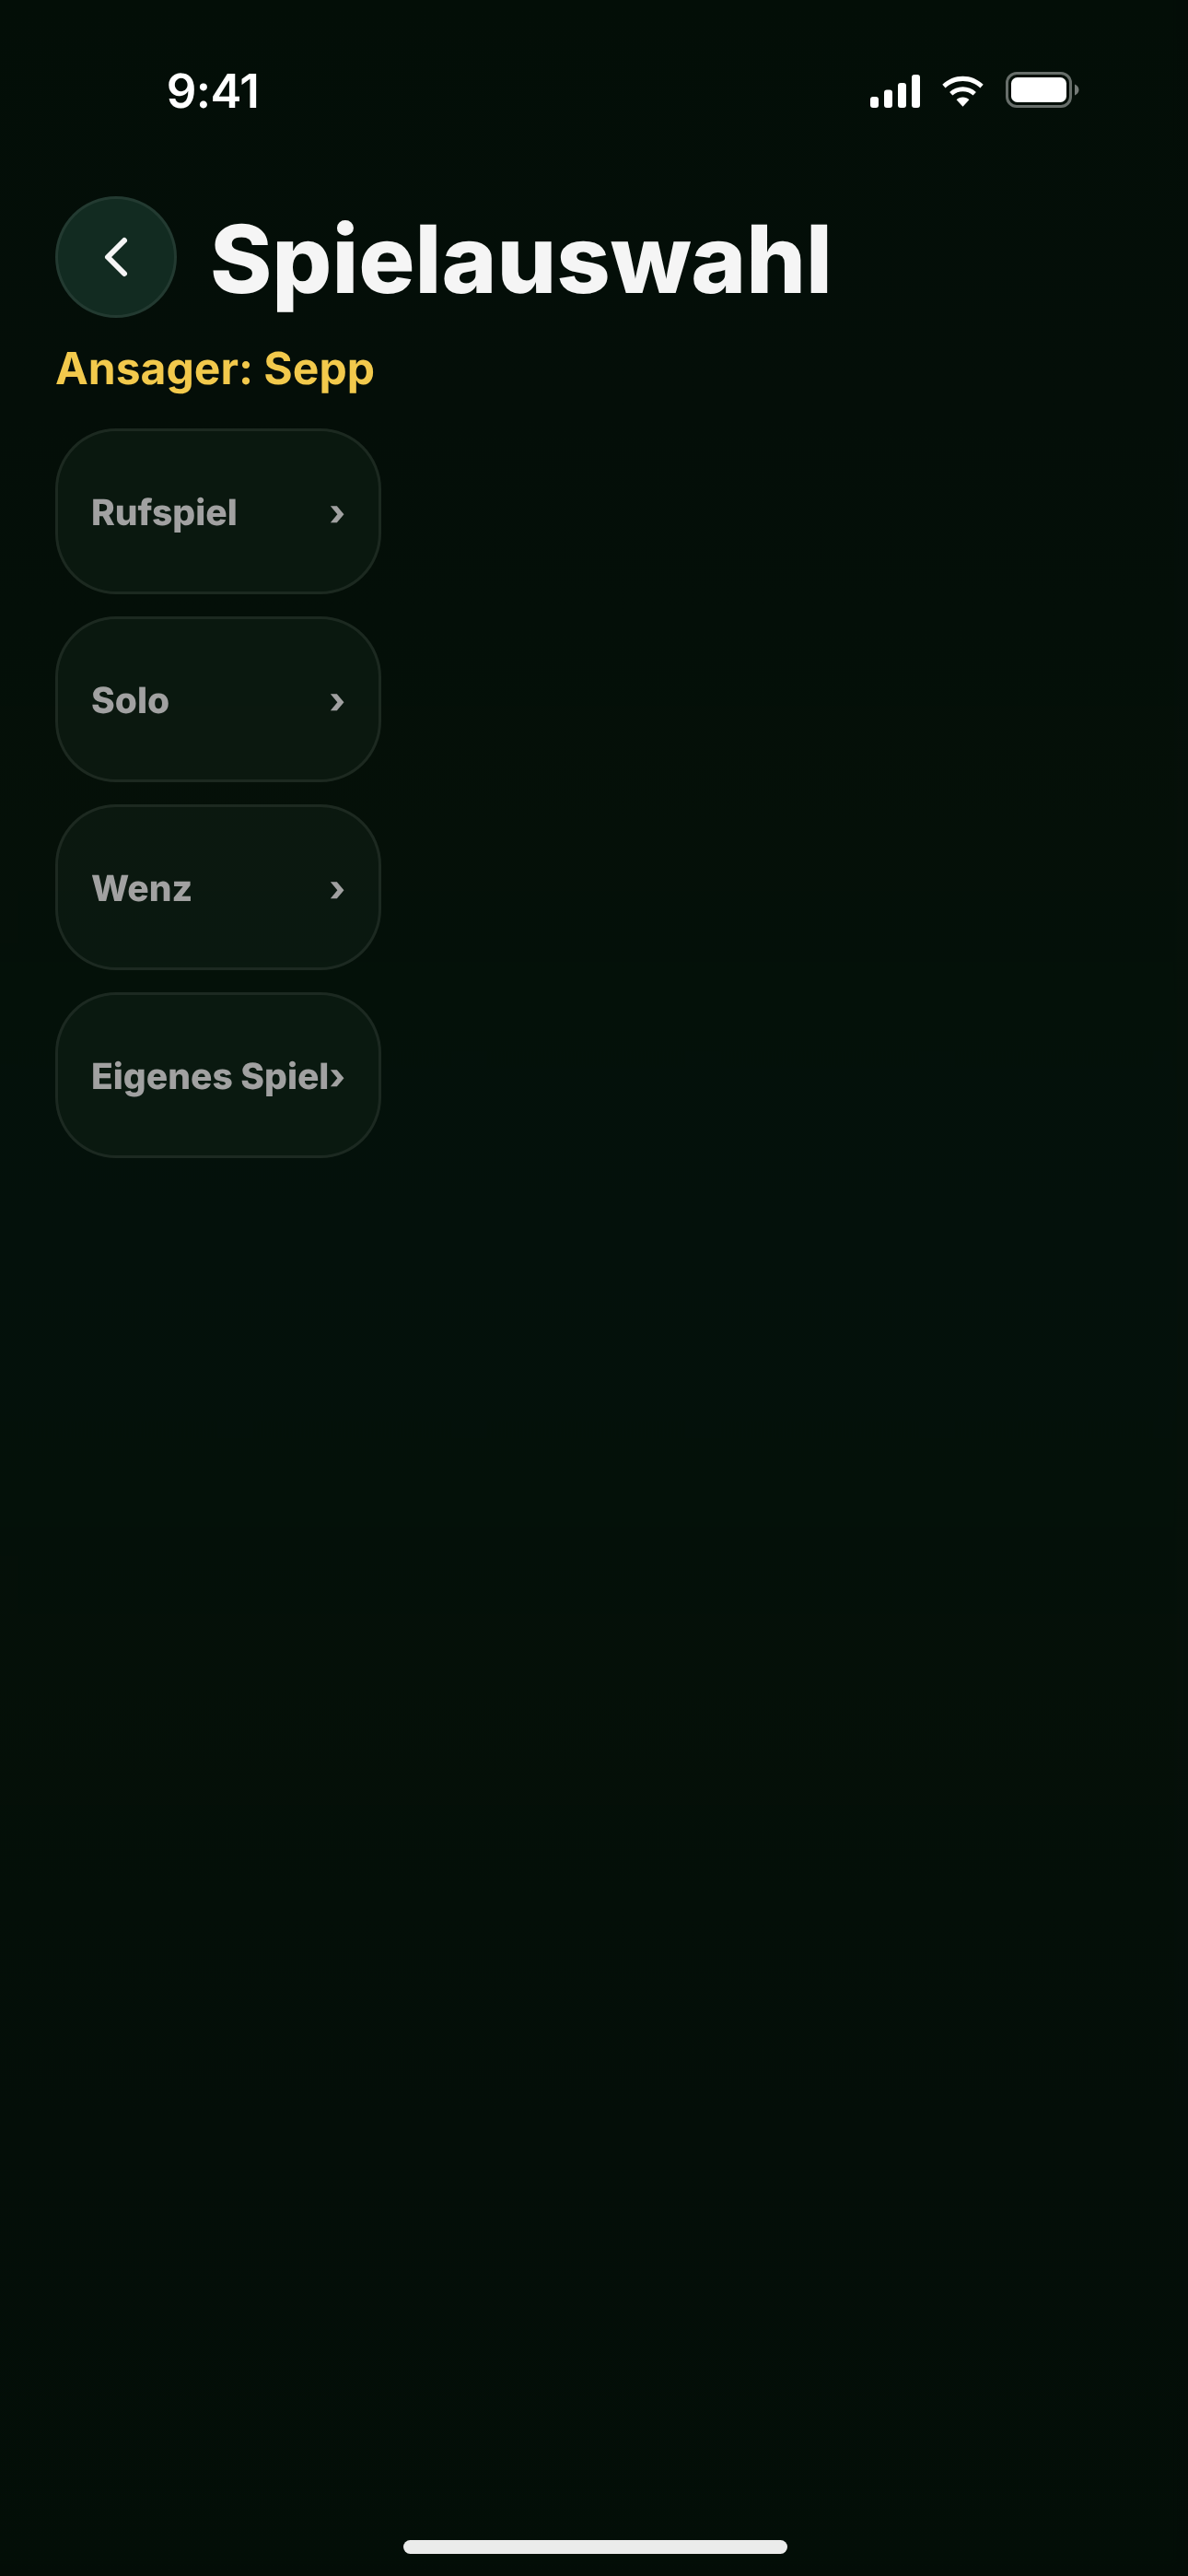 9:41
Spielauswahl
Ansager: Sepp
Rufspiel ›
Solo ›
Wenz ›
Eigenes Spiel›